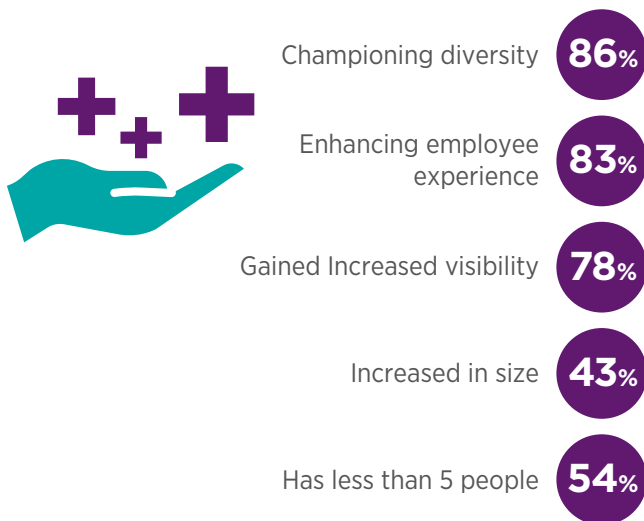 Championing diversity 86%
Enhancing employee
experience 83%
Gained Increased visibility 78%
Increased in size 43%
Has less than 5 people 54%